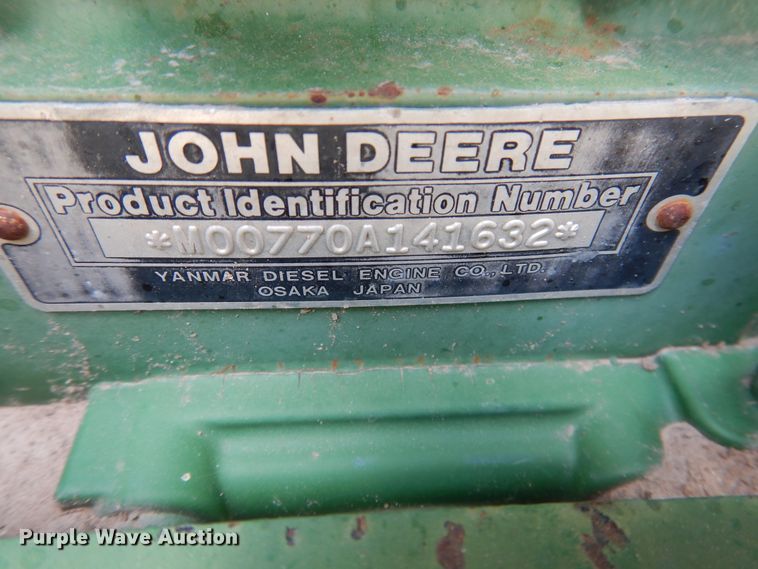 JOHN DEERE
Product Identification Number
*M00770A141632*
YANMAR DIESEL ENGINE CO., LTD.
OSAKA JAPAN
Purple Wave Auction